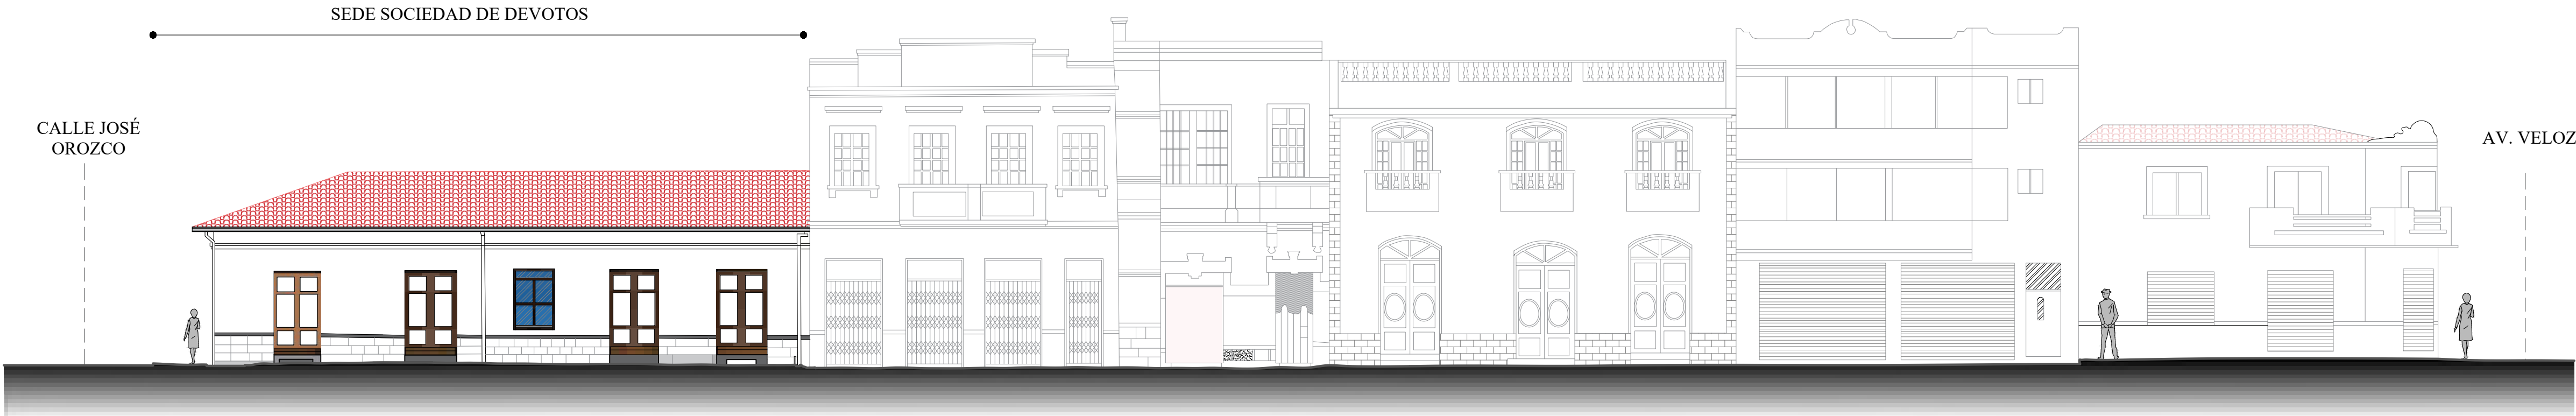 SEDE SOCIEDAD DE DEVOTOS
CALLE JOSÉ
OROZCO
AV. VELOZ